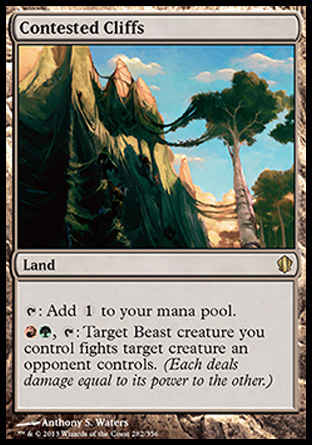 Contested Cliffs
Land
: Add 1 to your mana pool.
, : Target Beast creature you
control fights target creature an
opponent controls. (Each deals
damage equal to its power to the other.)
Anthony S. Waters
™ & © 2013 Wizards of the Coast 282/356